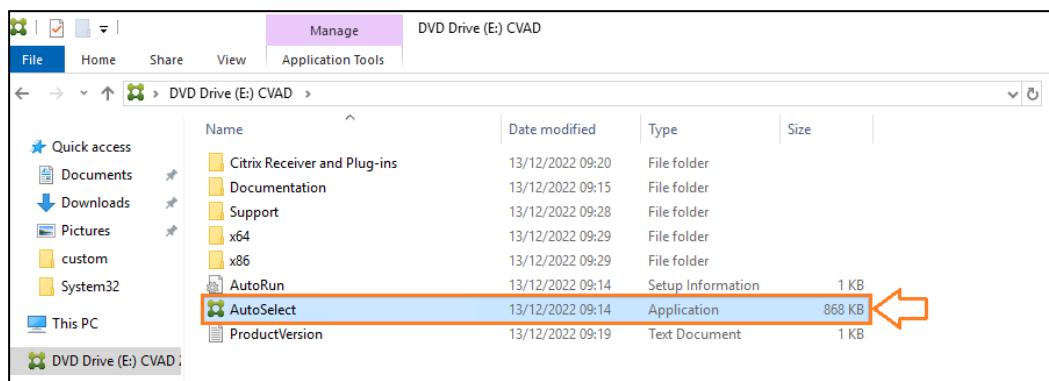 Manage DVD Drive (E:) CVAD
File Home Share View Application Tools
DVD Drive (E:) CVAD
Name Date modified Type Size
Quick access
Citrix Receiver and Plug-ins 13/12/2022 09:20 File folder
Documents
Documentation 13/12/2022 09:15 File folder
Downloads
Support 13/12/2022 09:28 File folder
Pictures
x64 13/12/2022 09:29 File folder
custom
x86 13/12/2022 09:29 File folder
System32
AutoRun 13/12/2022 09:14 Setup Information 1 KB
AutoSelect 13/12/2022 09:14 Application 868 KB
This PC
ProductVersion 13/12/2022 09:19 Text Document 1 KB
DVD Drive (E:) CVAD